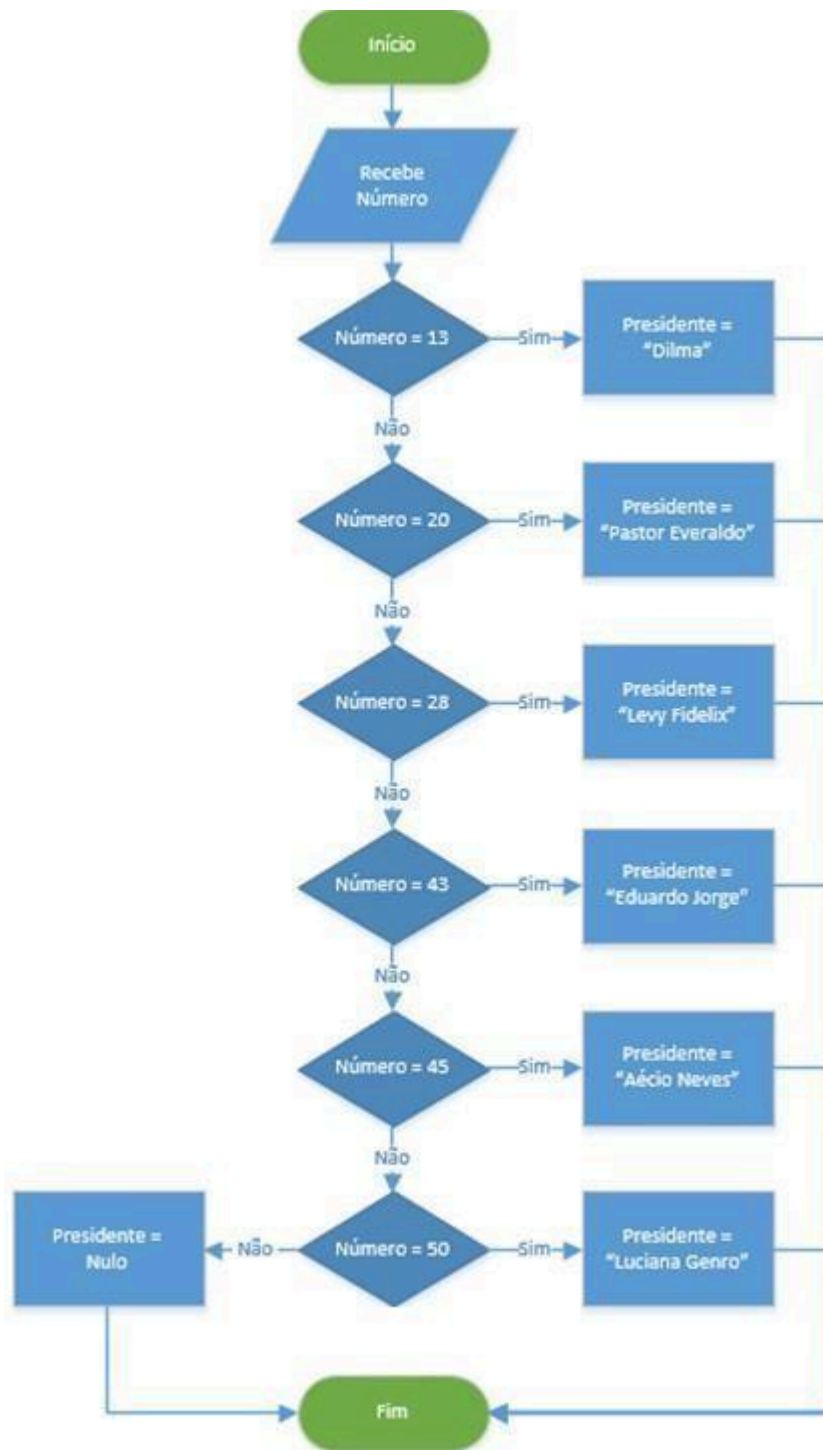 Início
Recebe
Número
Número = 13
Sim
Presidente =
“Dilma”
Não
Número = 20
Sim
Presidente =
“Pastor Everaldo”
Não
Número = 28
Sim
Presidente =
“Levy Fidelix”
Não
Número = 43
Sim
Presidente =
“Eduardo Jorge”
Não
Número = 45
Sim
Presidente =
“Aécio Neves”
Não
Presidente =
Nulo
Não
Número = 50
Sim
Presidente =
“Luciana Genro”
Fim